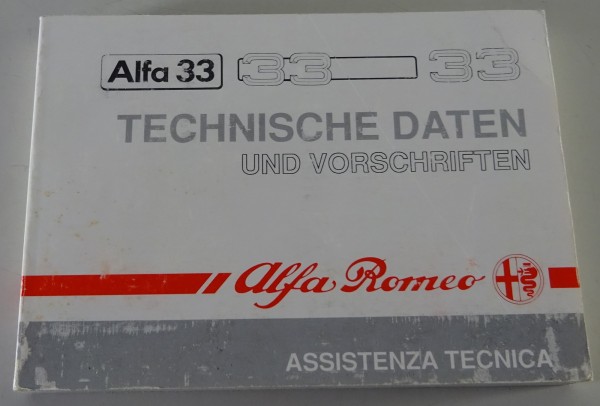 Alfa 33 33 33
TECHNISCHE DATEN
UND VORSCHRIFTEN
Alfa Romeo
ASSISTENZA TECNICA